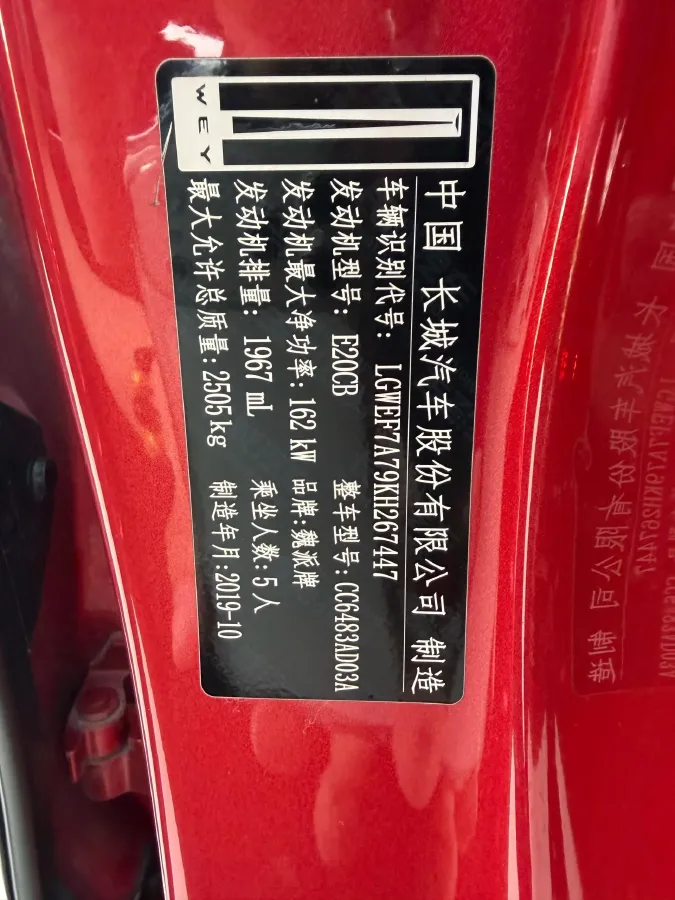 WEY
中国 长城汽车股份有限公司 制造
车辆识别代号: LGWEF7A79KH267447
发动机型号: E20CB 整车型号: CC6483AD03A
发动机最大净功率: 162 kW 品牌: 魏派牌
发动机排量: 1967 mL 乘坐人数: 5人
最大允许总质量: 2505kg 制造年月: 2019-10